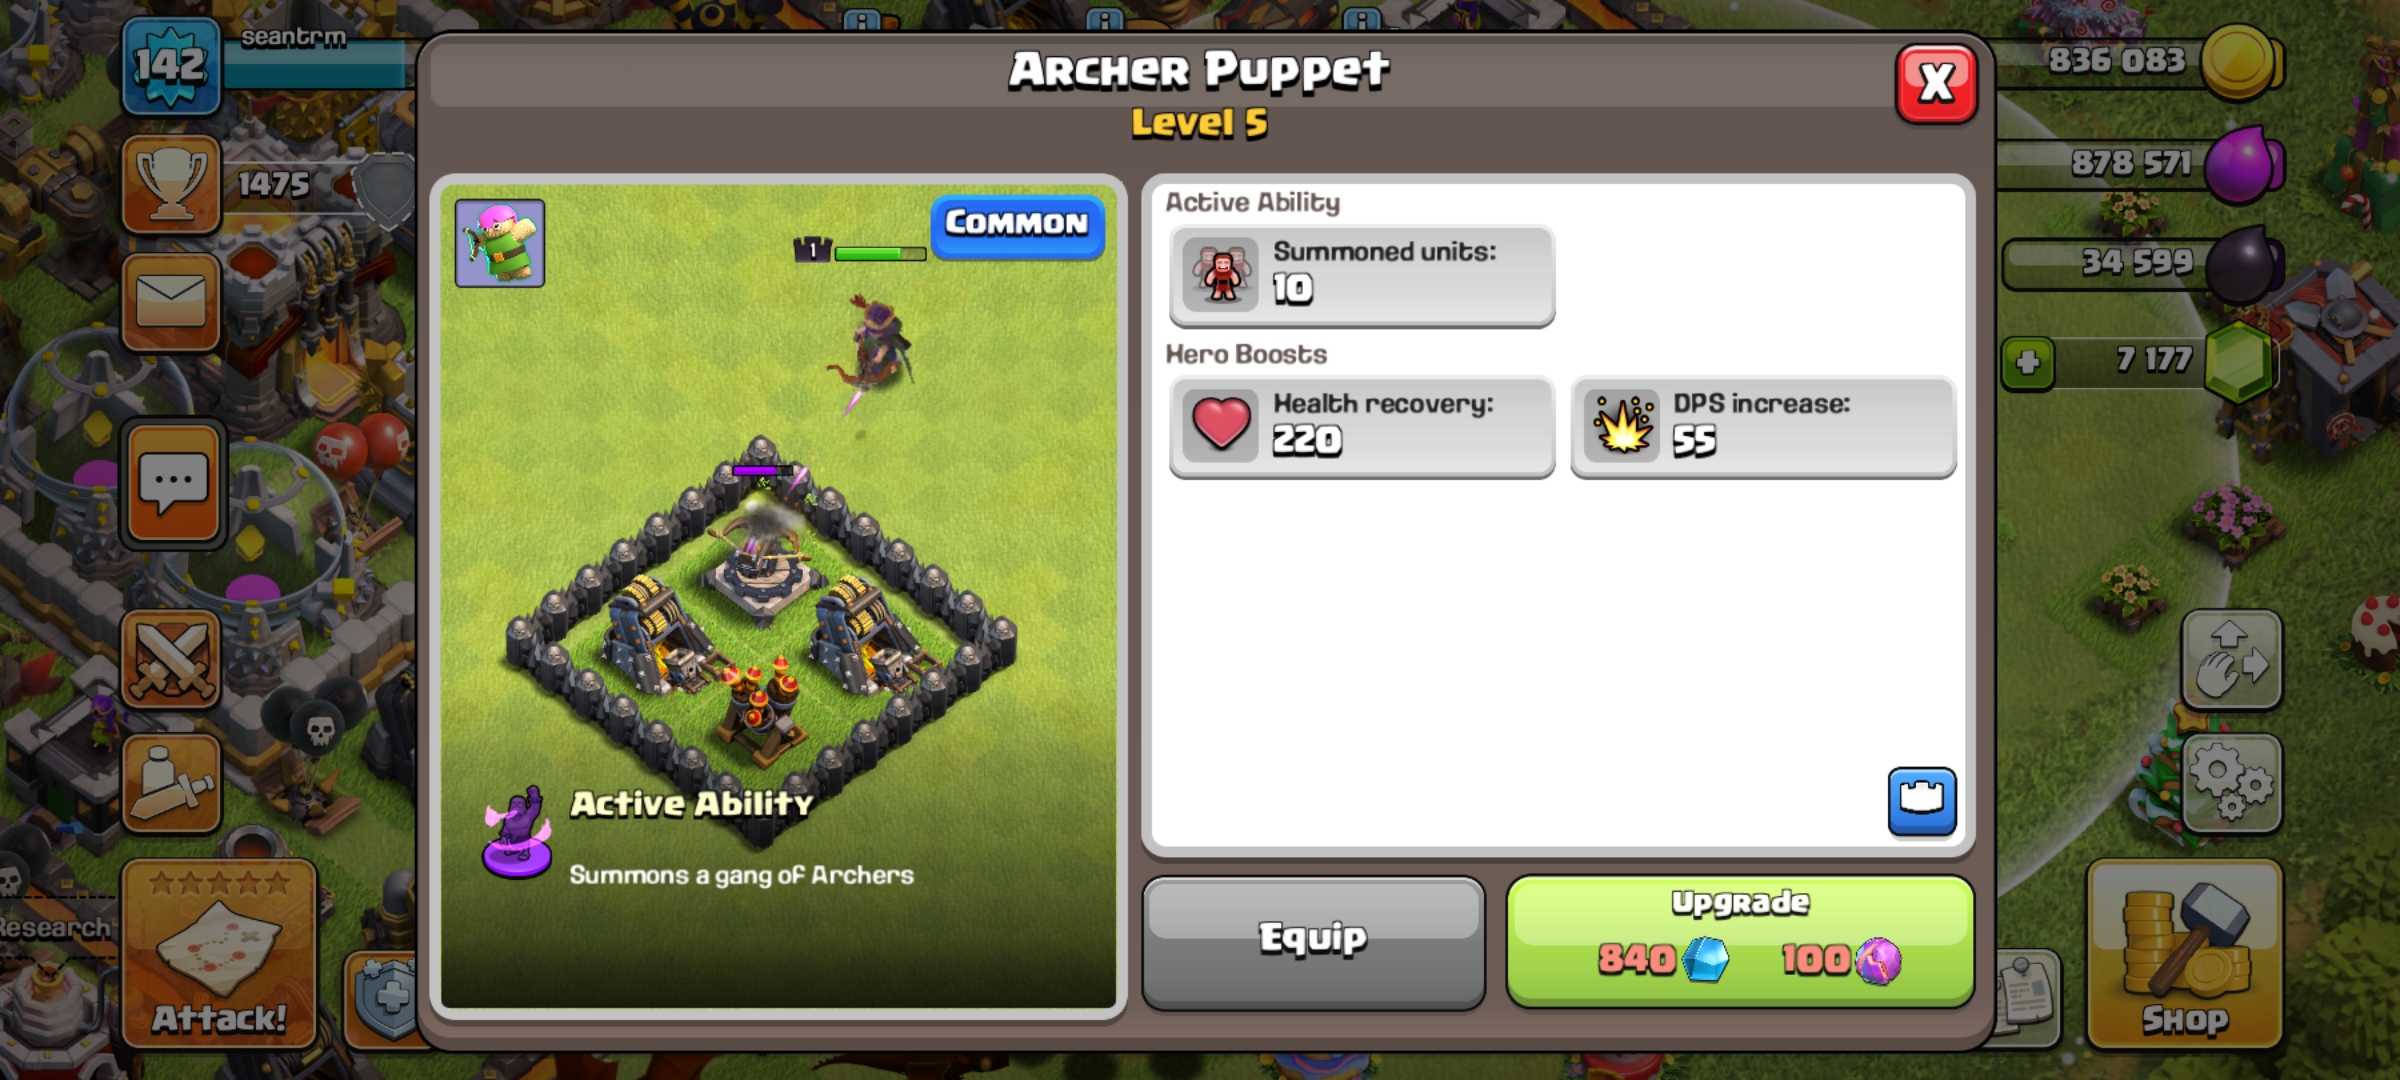 142
seantrm
1475
Research
Attack!
Archer Puppet
Level 5
X
1
Common
Active Ability
Summons a gang of Archers
Active Ability
Summoned units:
10
Hero Boosts
Health recovery:
220
DPS increase:
55
Equip
Upgrade
840
100
836 083
878 571
34 599
7 177
Shop